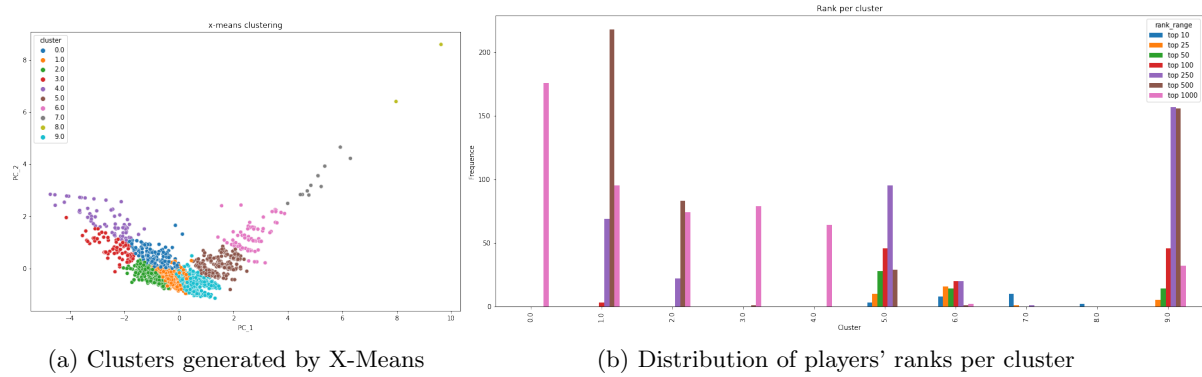 x-means clustering
cluster
0.0
1.0
2.0
3.0
4.0
5.0
6.0
7.0
8.0
9.0
8
6
4
2
0
PC_2
−4
−2
0
2
4
6
8
10
PC_1
(a) Clusters generated by X-Means
Rank per cluster
rank_range
top 10
top 25
top 50
top 100
top 250
top 500
top 1000
200
150
100
50
0
Frequence
0.0
1.0
2.0
3.0
4.0
5.0
6.0
7.0
8.0
9.0
Cluster
(b) Distribution of players' ranks per cluster